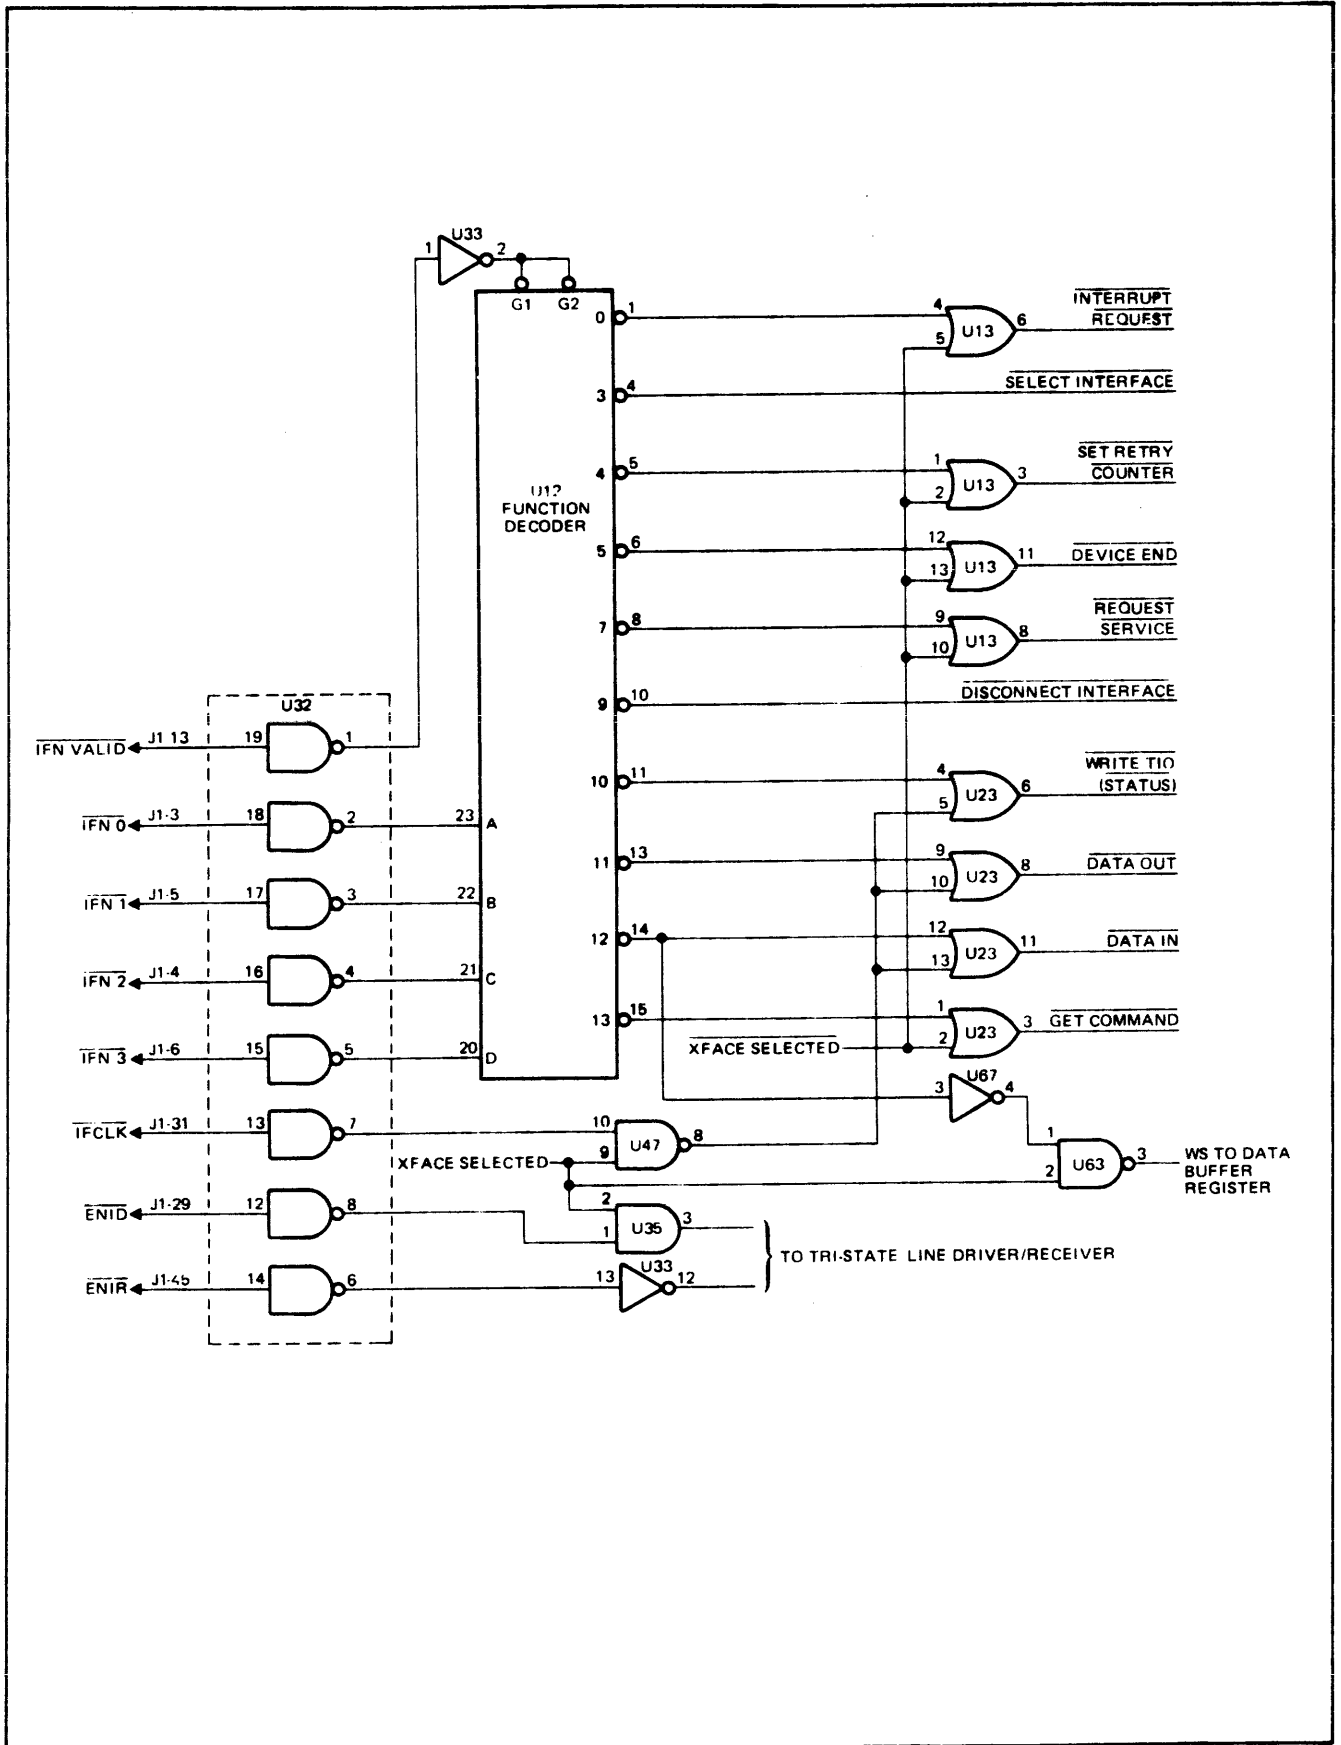 U33
1 2
G1 G2
0 1 4 INTERRUPT
REQUEST
U13 6
5
3 4 SELECT INTERFACE
SET RETRY
COUNTER
4 5 1 U13 3
2
U12
FUNCTION
DECODER
5 6 12 U13 11 DEVICE END
13
REQUEST
SERVICE
7 8 9 U13 8
10
9 10 DISCONNECT INTERFACE
U32
IFN VALID J1 13 19 1
WRITE TIO
(STATUS)
10 11 4 U23 6
5
IFN 0 J1-3 18 2 23 A
11 13 9 U23 8 DATA OUT
10
IFN 1 J1-5 17 3 22 B
12 14 12 U23 11 DATA IN
13
IFN 2 J1-4 16 4 21 C
13 15 1 U23 3 GET COMMAND
XFACE SELECTED 2
IFN 3 J1-6 15 5 20 D
U67
3 4
IFCLK J1-31 13 7 10 U47 8
XFACE SELECTED 9
1 U63 3 WS TO DATA
BUFFER
REGISTER
2
ENID J1-29 12 8 2 U35 3
1
TO TRI-STATE LINE DRIVER/RECEIVER
U33
ENIR J1-45 14 6 13 12